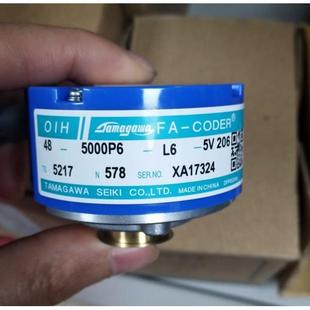 OIH Tamagawa FA-CODER®
48 - 5000P6 - L6 - 5V 206
TS 5217 N 578 SER.NO. XA17324
TAMAGAWA SEIKI CO.,LTD. MADE IN CHINA